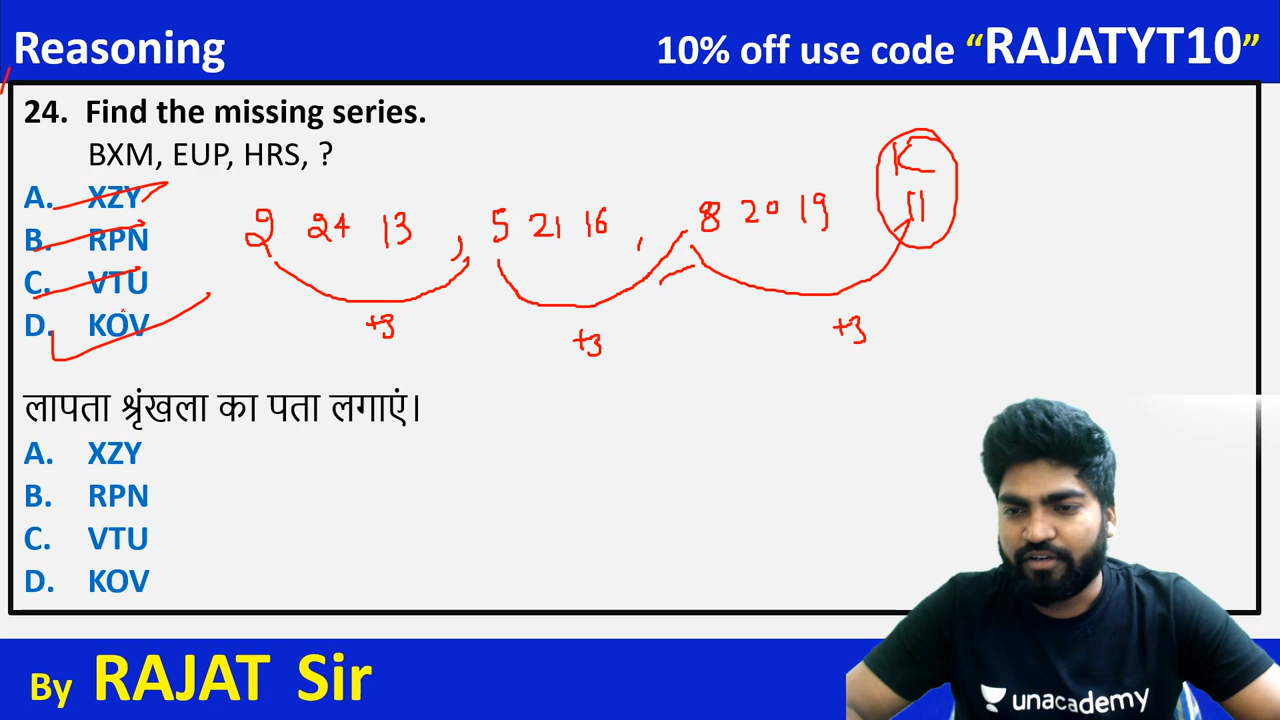 Reasoning
10% off use code “RAJATYT10”
24. Find the missing series.
BXM, EUP, HRS, ?
A. XZY
B. RPN
C. VTU
D. KOV
2 24 13 , 5 21 16 , 8 20 19
K
11
+3 +3 +3
लापता श्रृंखला का पता लगाएं।
A. XZY
B. RPN
C. VTU
D. KOV
By RAJAT Sir
unacademy